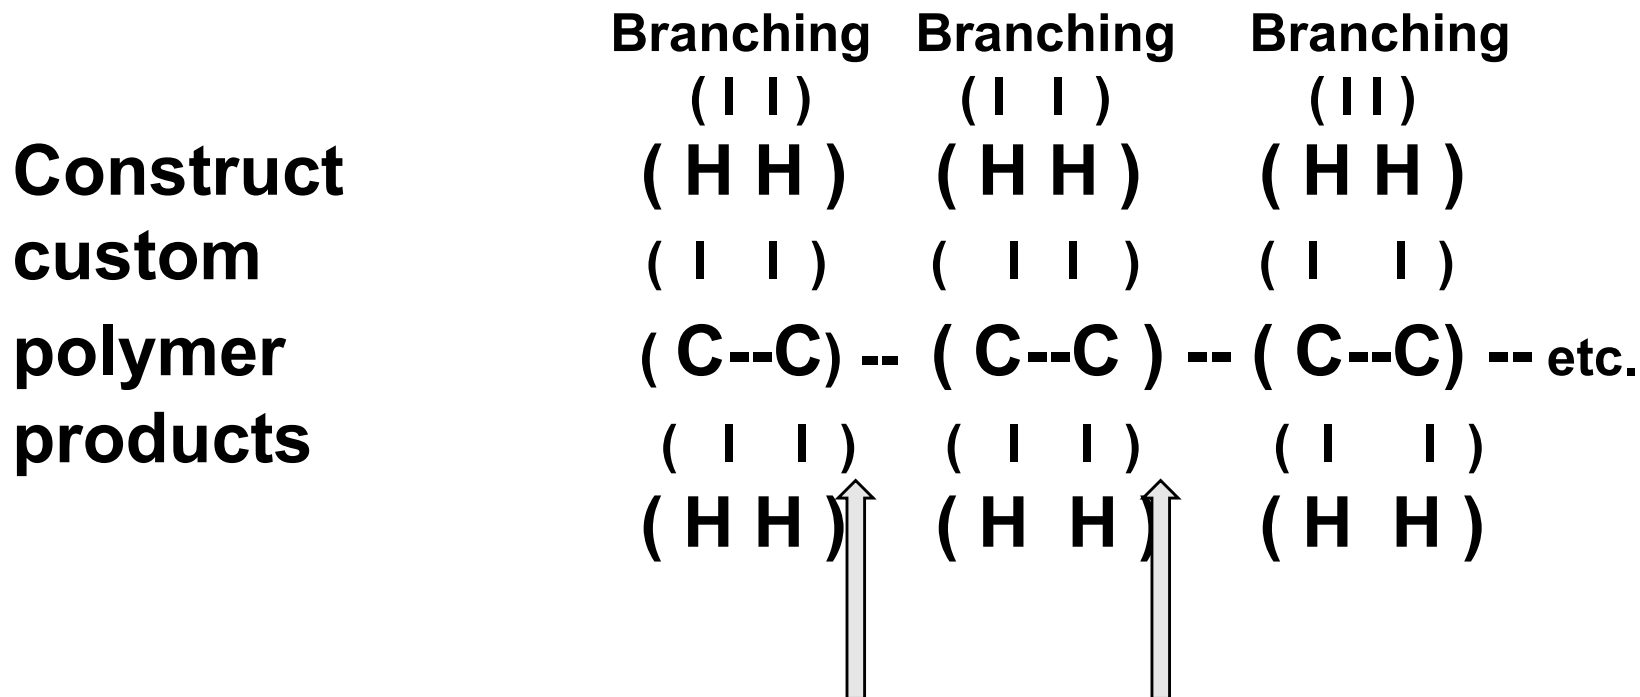 Branching Branching Branching
( I I ) ( I I ) ( I I )
Construct ( H H ) ( H H ) ( H H )
custom ( I I ) ( I I ) ( I I )
polymer ( C--C) -- ( C--C ) -- ( C--C) -- etc.
products ( I I ) ( I I ) ( I I )
( H H ) ( H H ) ( H H )